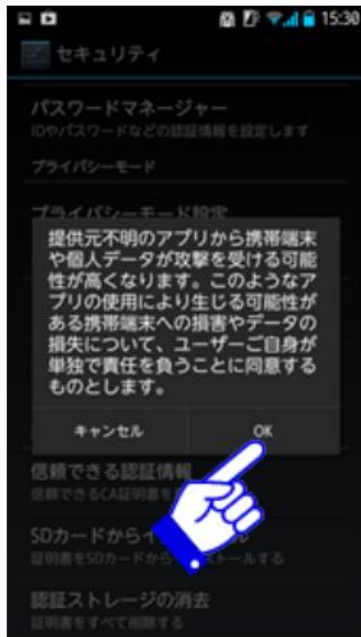 15:30
セキュリティ
パスワードマネージャー
IDやパスワードなどの認証情報を設定します
プライバシーモード
プライバシーモード設定
提供元不明のアプリから携帯端末
や個人データが攻撃を受ける可能
性が高くなります。このようなア
プリの使用により生じる可能性が
ある携帯端末への損害やデータの
損失について、ユーザーご自身が
単独で責任を負うことに同意する
ものとします。
キャンセル
OK
信頼できる認証情報
信頼できるCA証明書を
SDカードからイ
ル
証明書をSDカードから
ストールする
認証ストレージの消去
証明書をすべて削除する